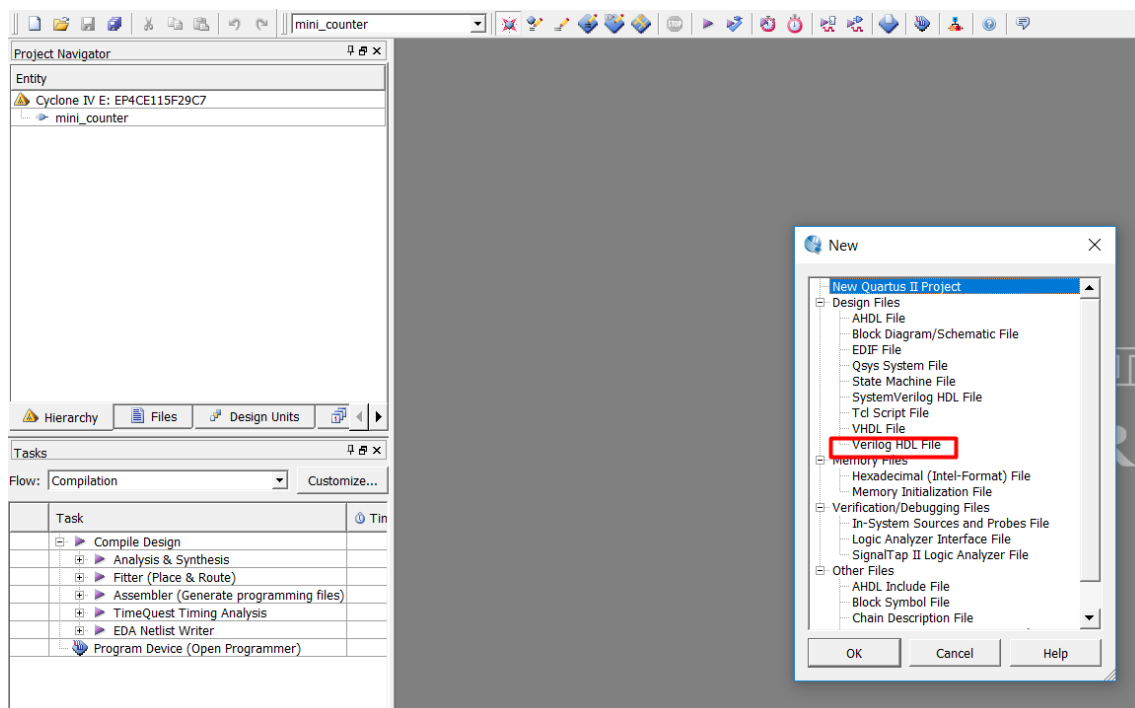 mini_counter
Project Navigator
Entity
Cyclone IV E: EP4CE115F29C7
mini_counter
Hierarchy
Files
Design Units
Tasks
Flow: Compilation
Customize...
Task
Compile Design
Analysis & Synthesis
Fitter (Place & Route)
Assembler (Generate programming files)
TimeQuest Timing Analysis
EDA Netlist Writer
Program Device (Open Programmer)
New
New Quartus II Project
Design Files
AHDL File
Block Diagram/Schematic File
EDIF File
Qsys System File
State Machine File
SystemVerilog HDL File
Tcl Script File
VHDL File
Verilog HDL File
Memory Files
Hexadecimal (Intel-Format) File
Memory Initialization File
Verification/Debugging Files
In-System Sources and Probes File
Logic Analyzer Interface File
SignalTap II Logic Analyzer File
Other Files
AHDL Include File
Block Symbol File
Chain Description File
OK
Cancel
Help